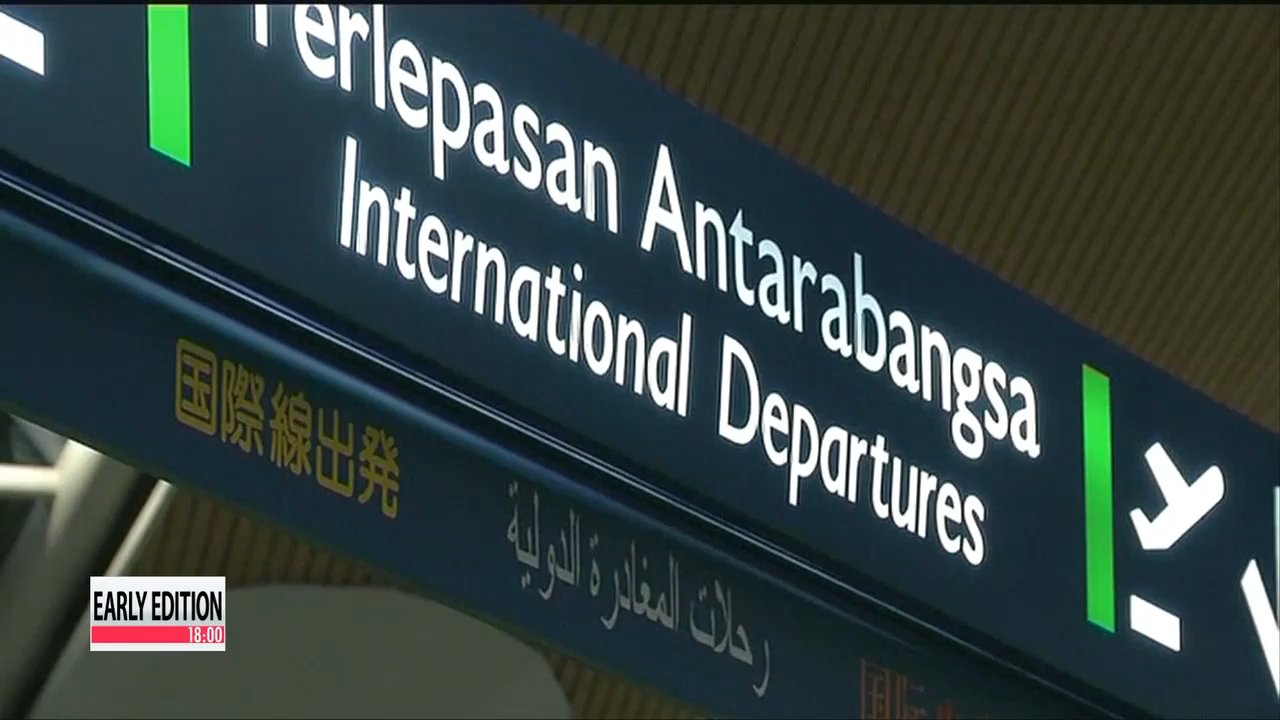 Perlepasan Antarabangsa
International Departures
国際線出発
رحلات المغادرة الدولية
EARLY EDITION
18:00